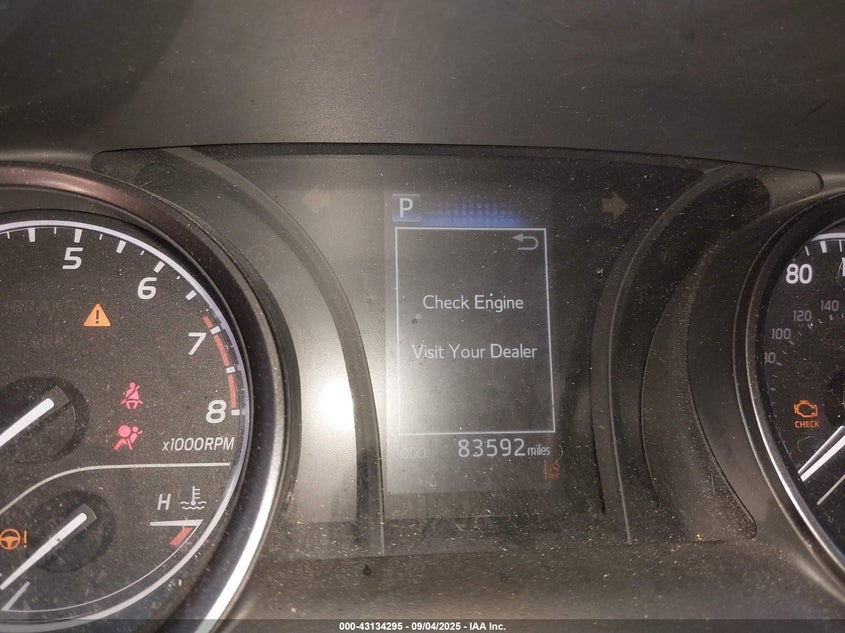 P
Check Engine
Visit Your Dealer
ODO 83592 miles
5
6
7
8
x1000RPM
H
!
80
100
120
140
CHECK
000-43134295 - 09/04/2025 - IAA Inc.